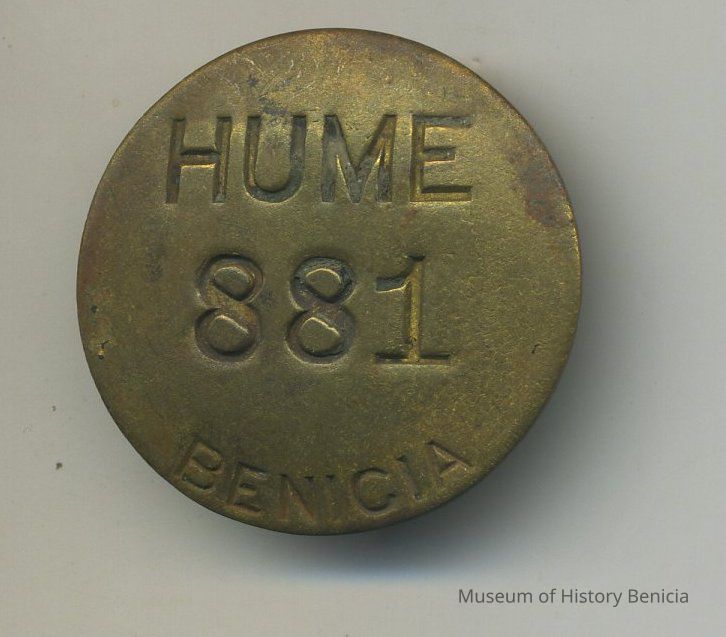 HUME
881
BENICIA
Museum of History Benicia